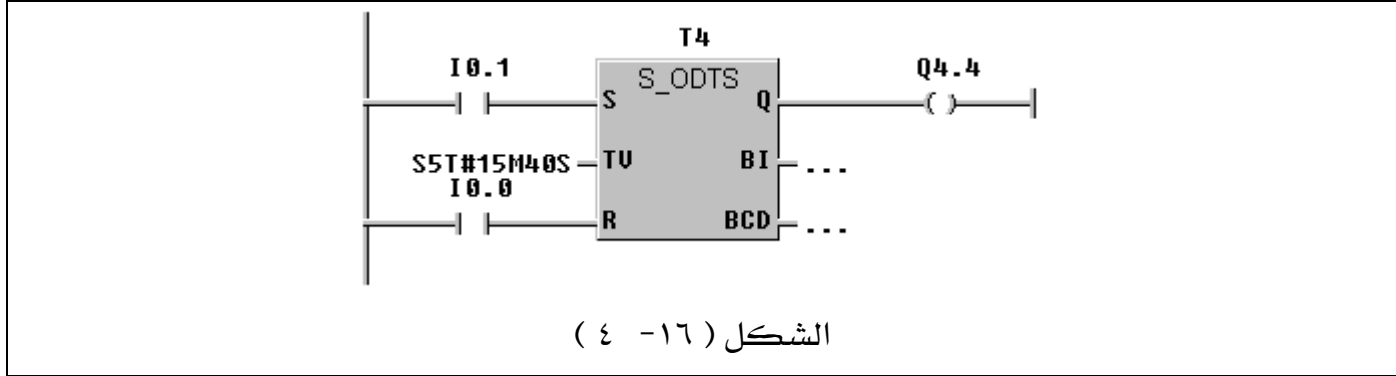 T4
I0.1
S_ODTS
Q4.4
S
Q
S5T#15M40S
TV
BI
...
I0.0
R
BCD
...
الشكل ( ١٦- ٤ )